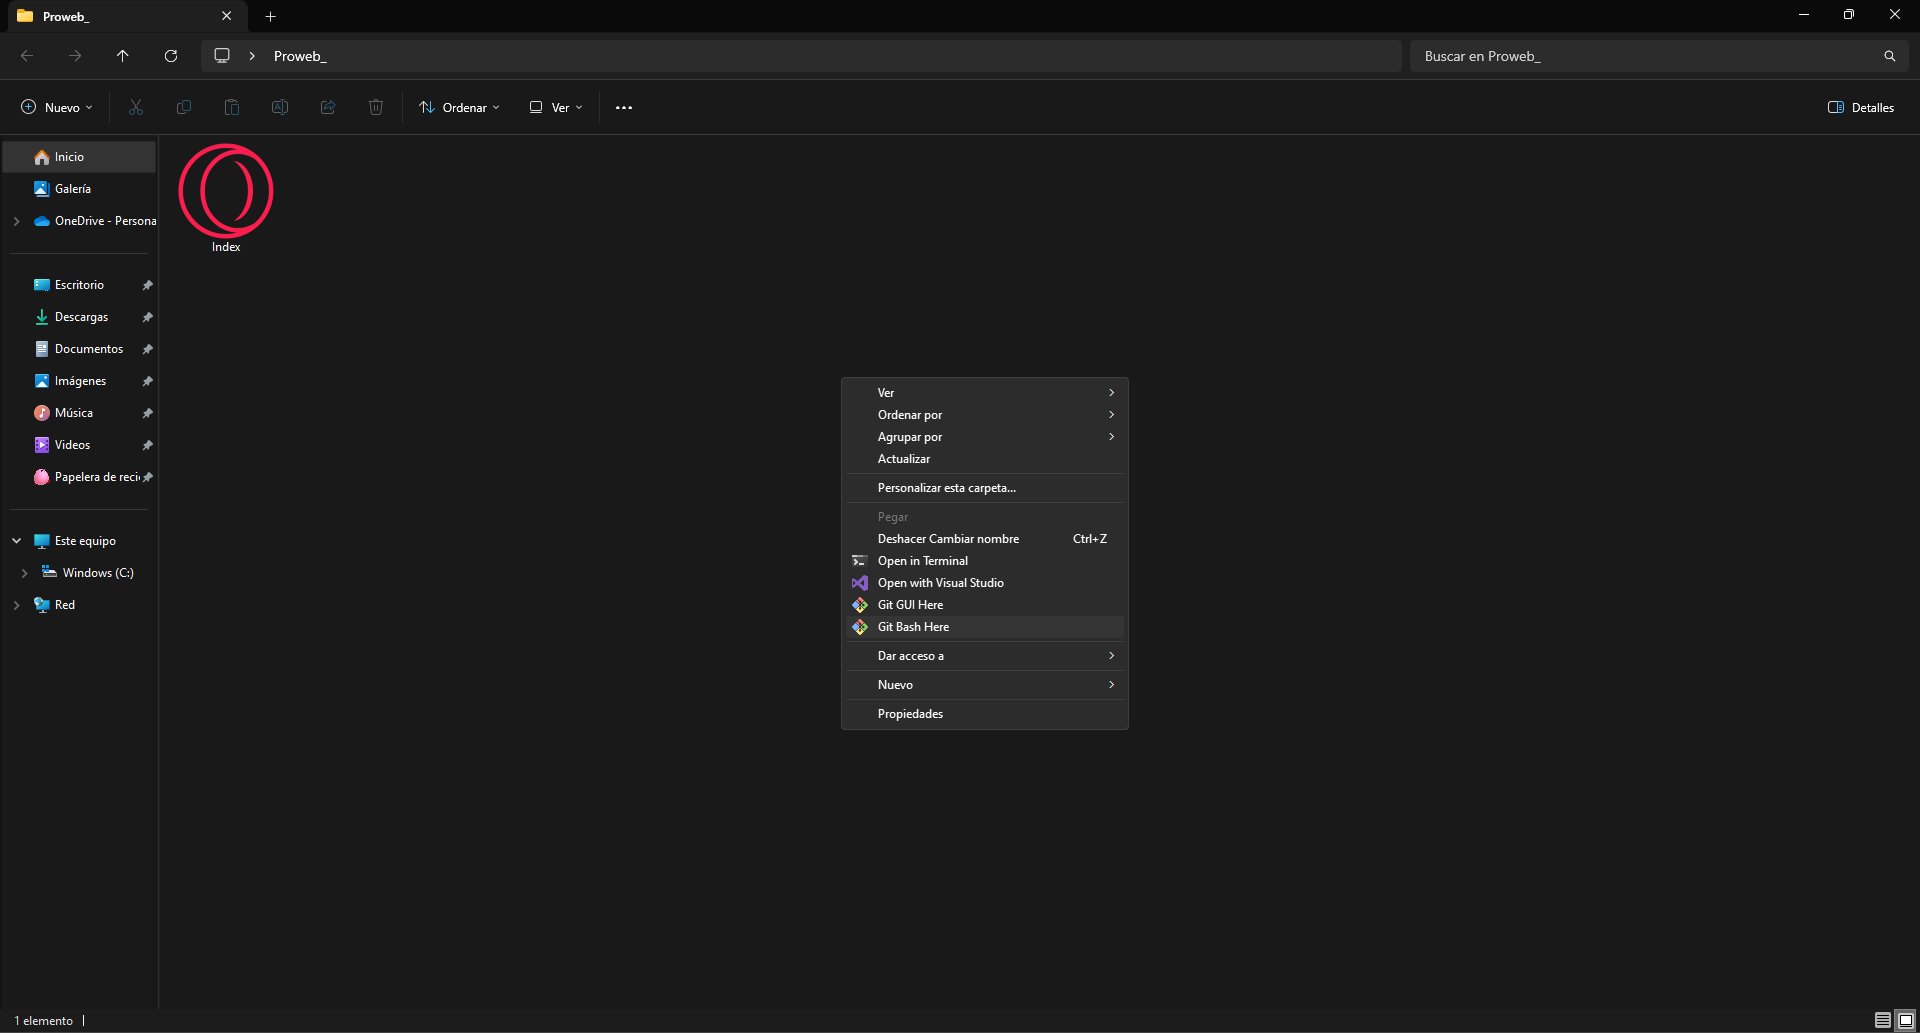 Proweb_
Proweb_
Buscar en Proweb_
Nuevo
Ordenar
Ver
Detalles
Inicio
Galería
OneDrive - Persona
Escritorio
Descargas
Documentos
Imágenes
Música
Videos
Papelera de reci
Este equipo
Windows (C:)
Red
Index
Ver
Ordenar por
Agrupar por
Actualizar
Personalizar esta carpeta...
Pegar
Deshacer Cambiar nombre Ctrl+Z
Open in Terminal
Open with Visual Studio
Git GUI Here
Git Bash Here
Dar acceso a
Nuevo
Propiedades
1 elemento